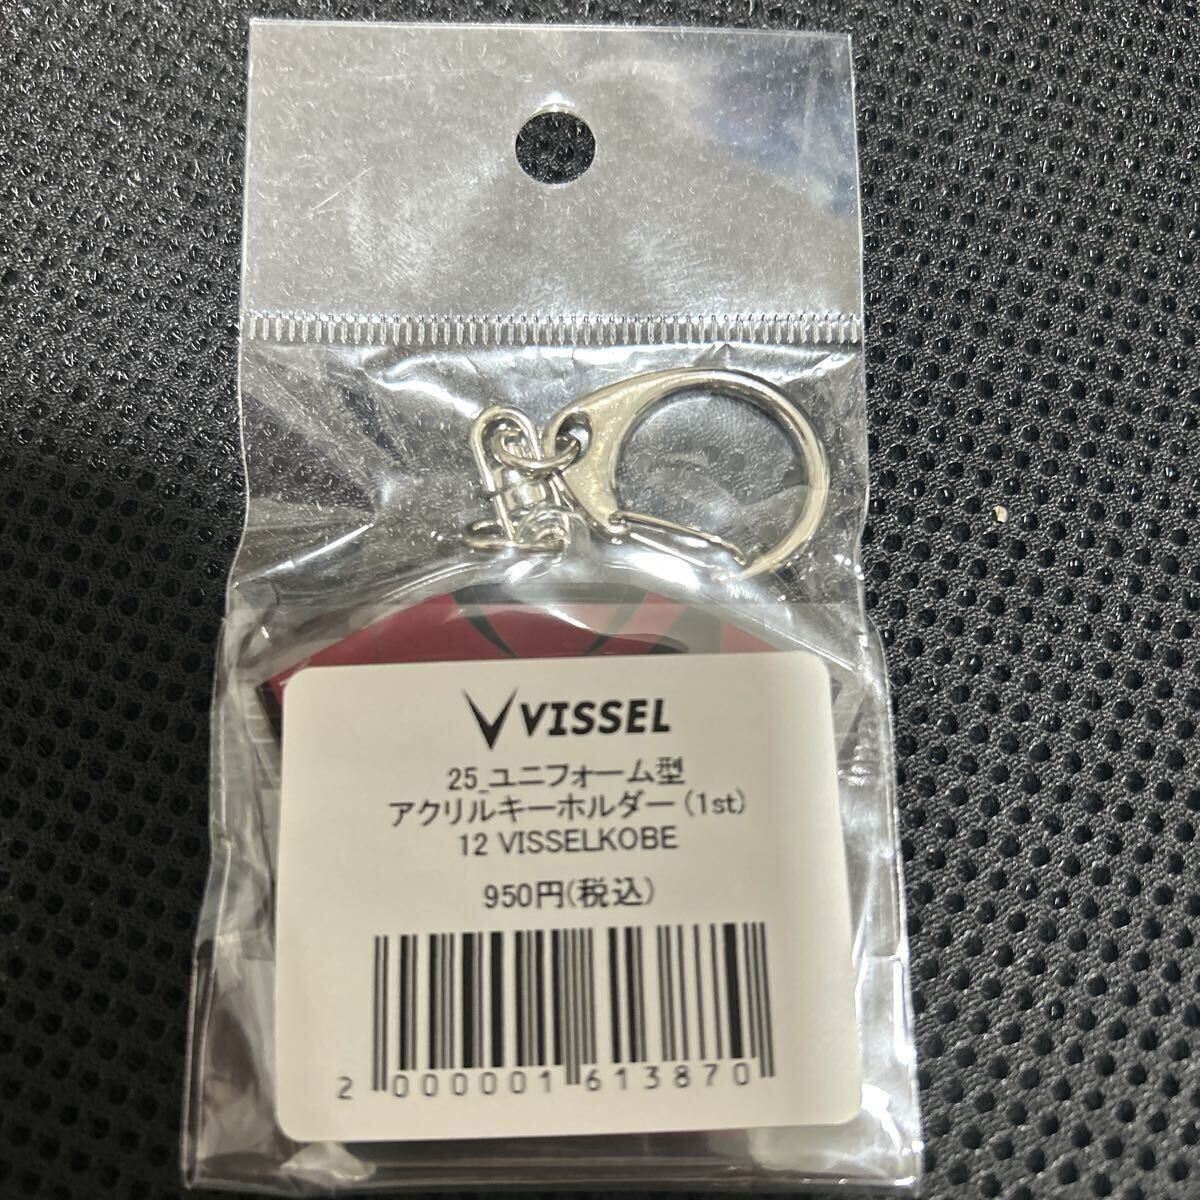 VISSEL
25_ユニフォーム型
アクリルキーホルダー(1st)
12 VISSELKOBE
950円(税込)
2 000001 613870